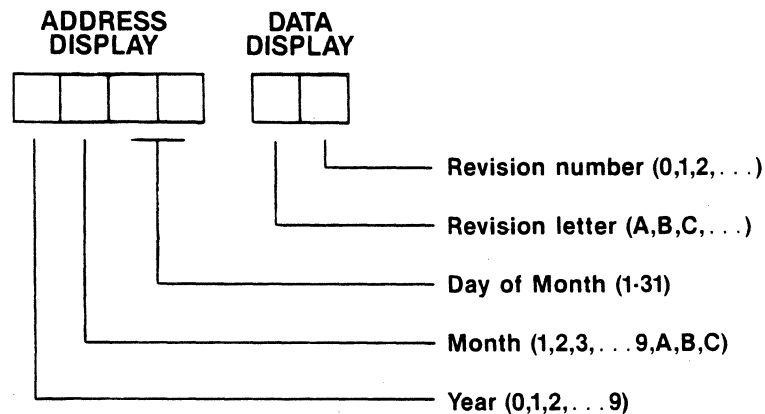 ADDRESS
DISPLAY
DATA
DISPLAY
Revision number (0,1,2, . . .)
Revision letter (A,B,C, . . .)
Day of Month (1-31)
Month (1,2,3, . . . 9,A,B,C)
Year (0,1,2, . . . 9)